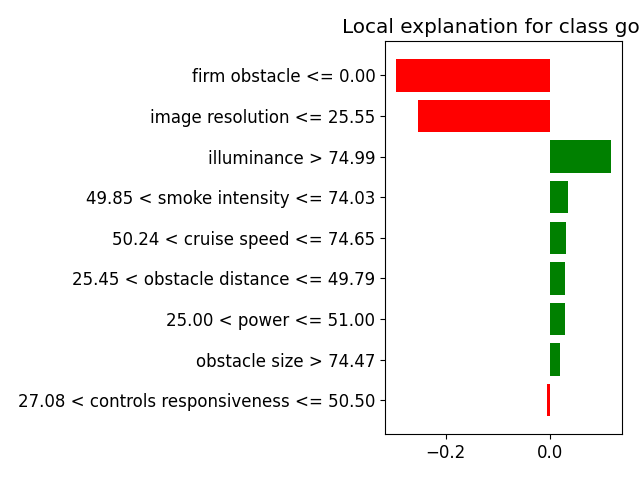 Local explanation for class go
firm obstacle <= 0.00
image resolution <= 25.55
illuminance > 74.99
49.85 < smoke intensity <= 74.03
50.24 < cruise speed <= 74.65
25.45 < obstacle distance <= 49.79
25.00 < power <= 51.00
obstacle size > 74.47
27.08 < controls responsiveness <= 50.50
−0.2 0.0